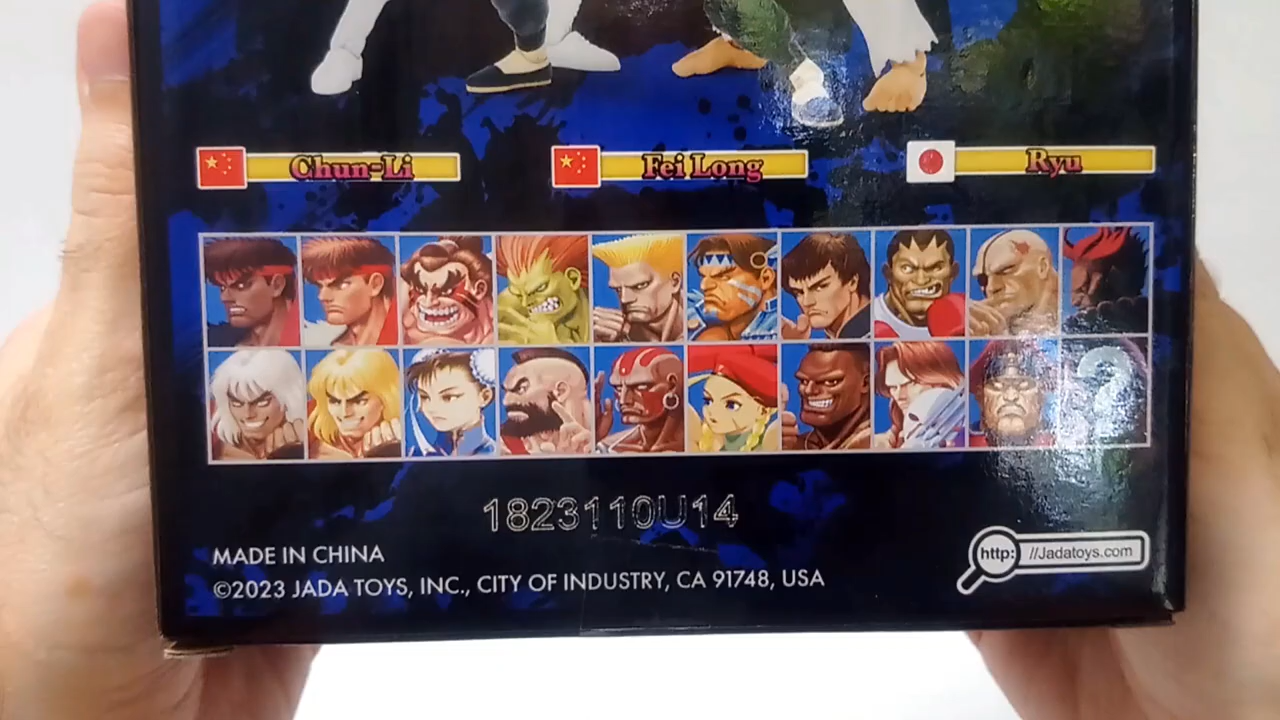 Chun-Li
Fei Long
Ryu
?
1823110U14
MADE IN CHINA
©2023 JADA TOYS, INC., CITY OF INDUSTRY, CA 91748, USA
http: //Jadatoys.com